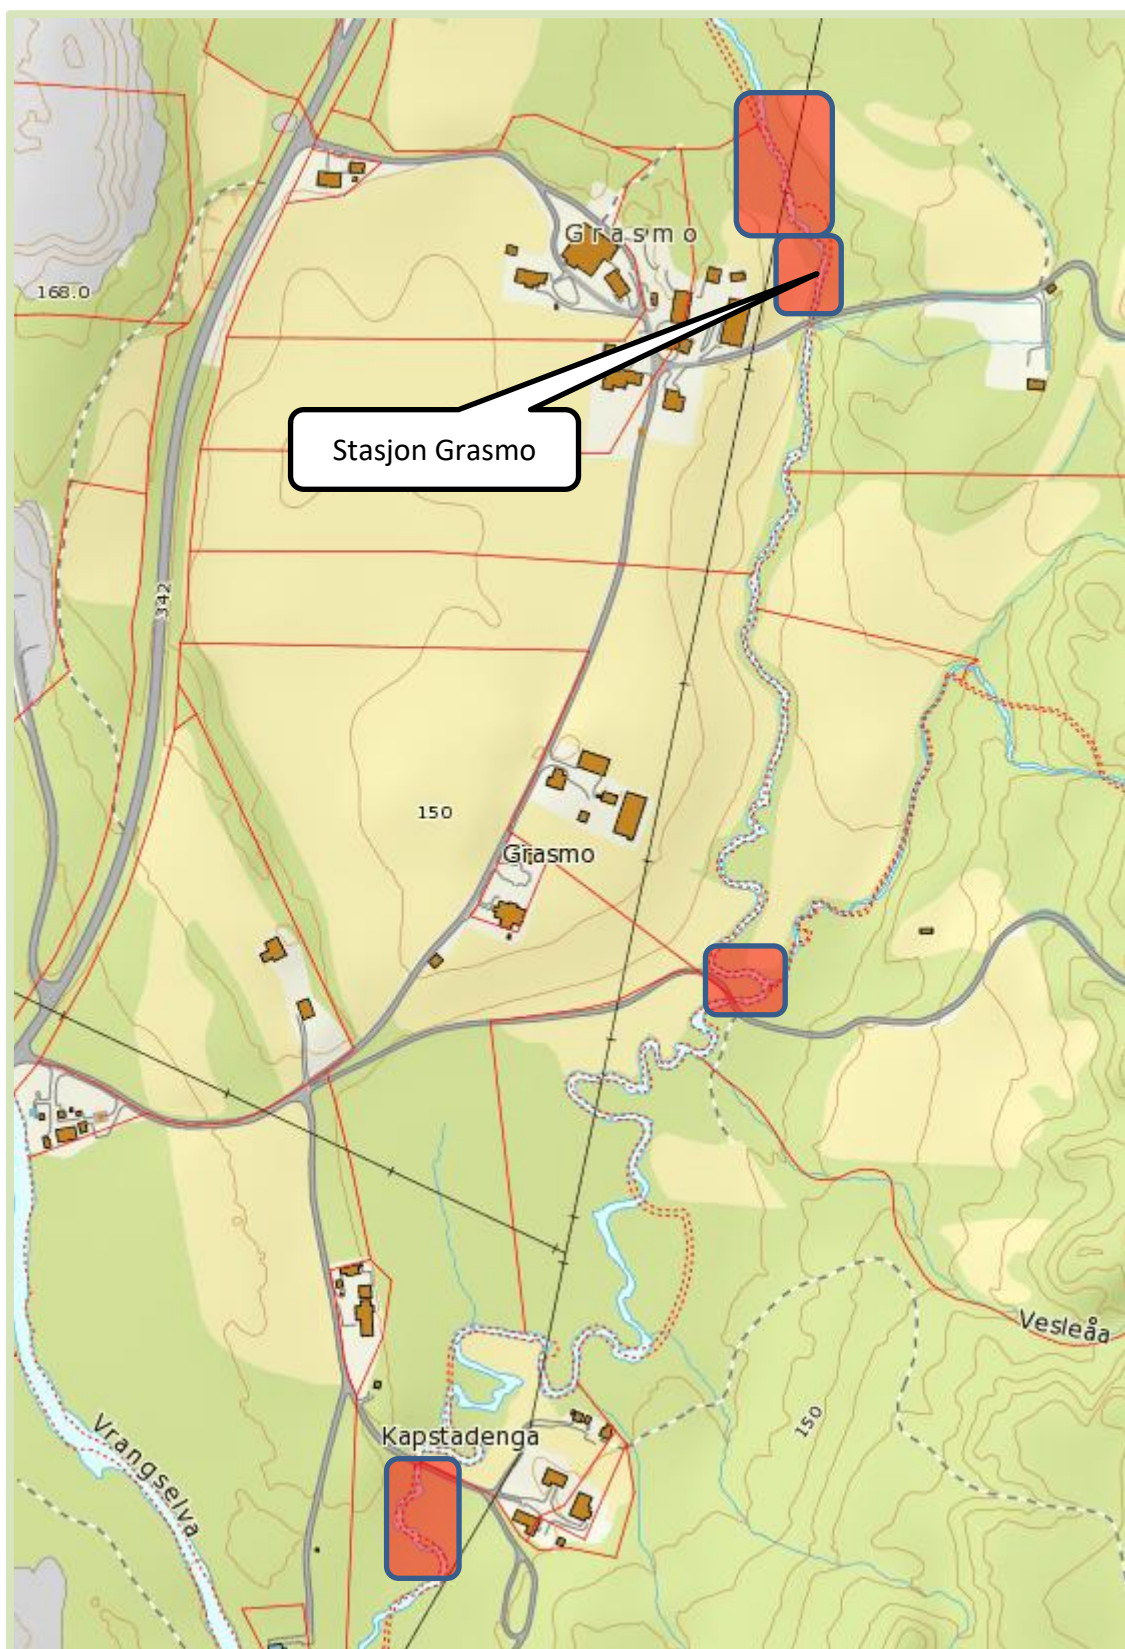 Grasmo
168.0
Stasjon Grasmo
342
150
Grasmo
Vesleåa
150
Kapstadenga
Vrangselva